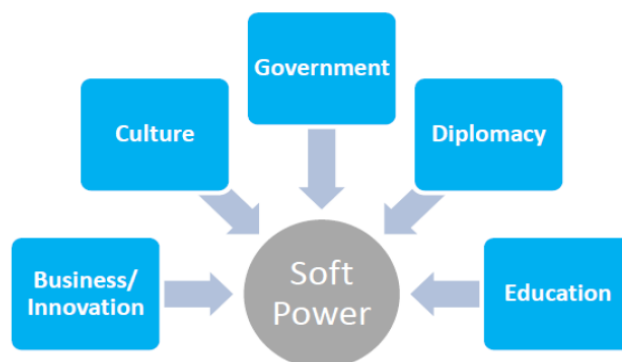 Government
Culture
Diplomacy
Business/
Innovation
Soft
Power
Education